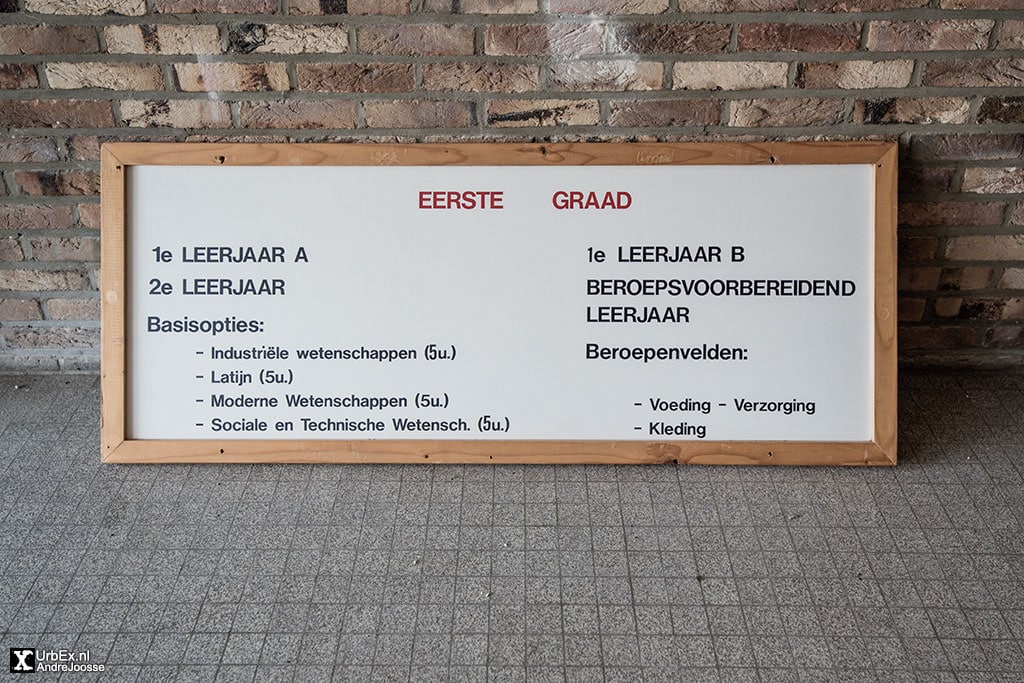 EERSTE GRAAD
1e LEERJAAR A
2e LEERJAAR
Basisopties:
- Industriële wetenschappen (5u.)
- Latijn (5u.)
- Moderne Wetenschappen (5u.)
- Sociale en Technische Wetensch. (5u.)
1e LEERJAAR B
BEROEPSVOORBEREIDEND
LEERJAAR
Beroepenvelden:
- Voeding - Verzorging
- Kleding
UrbEx.nl
AndreJoosse